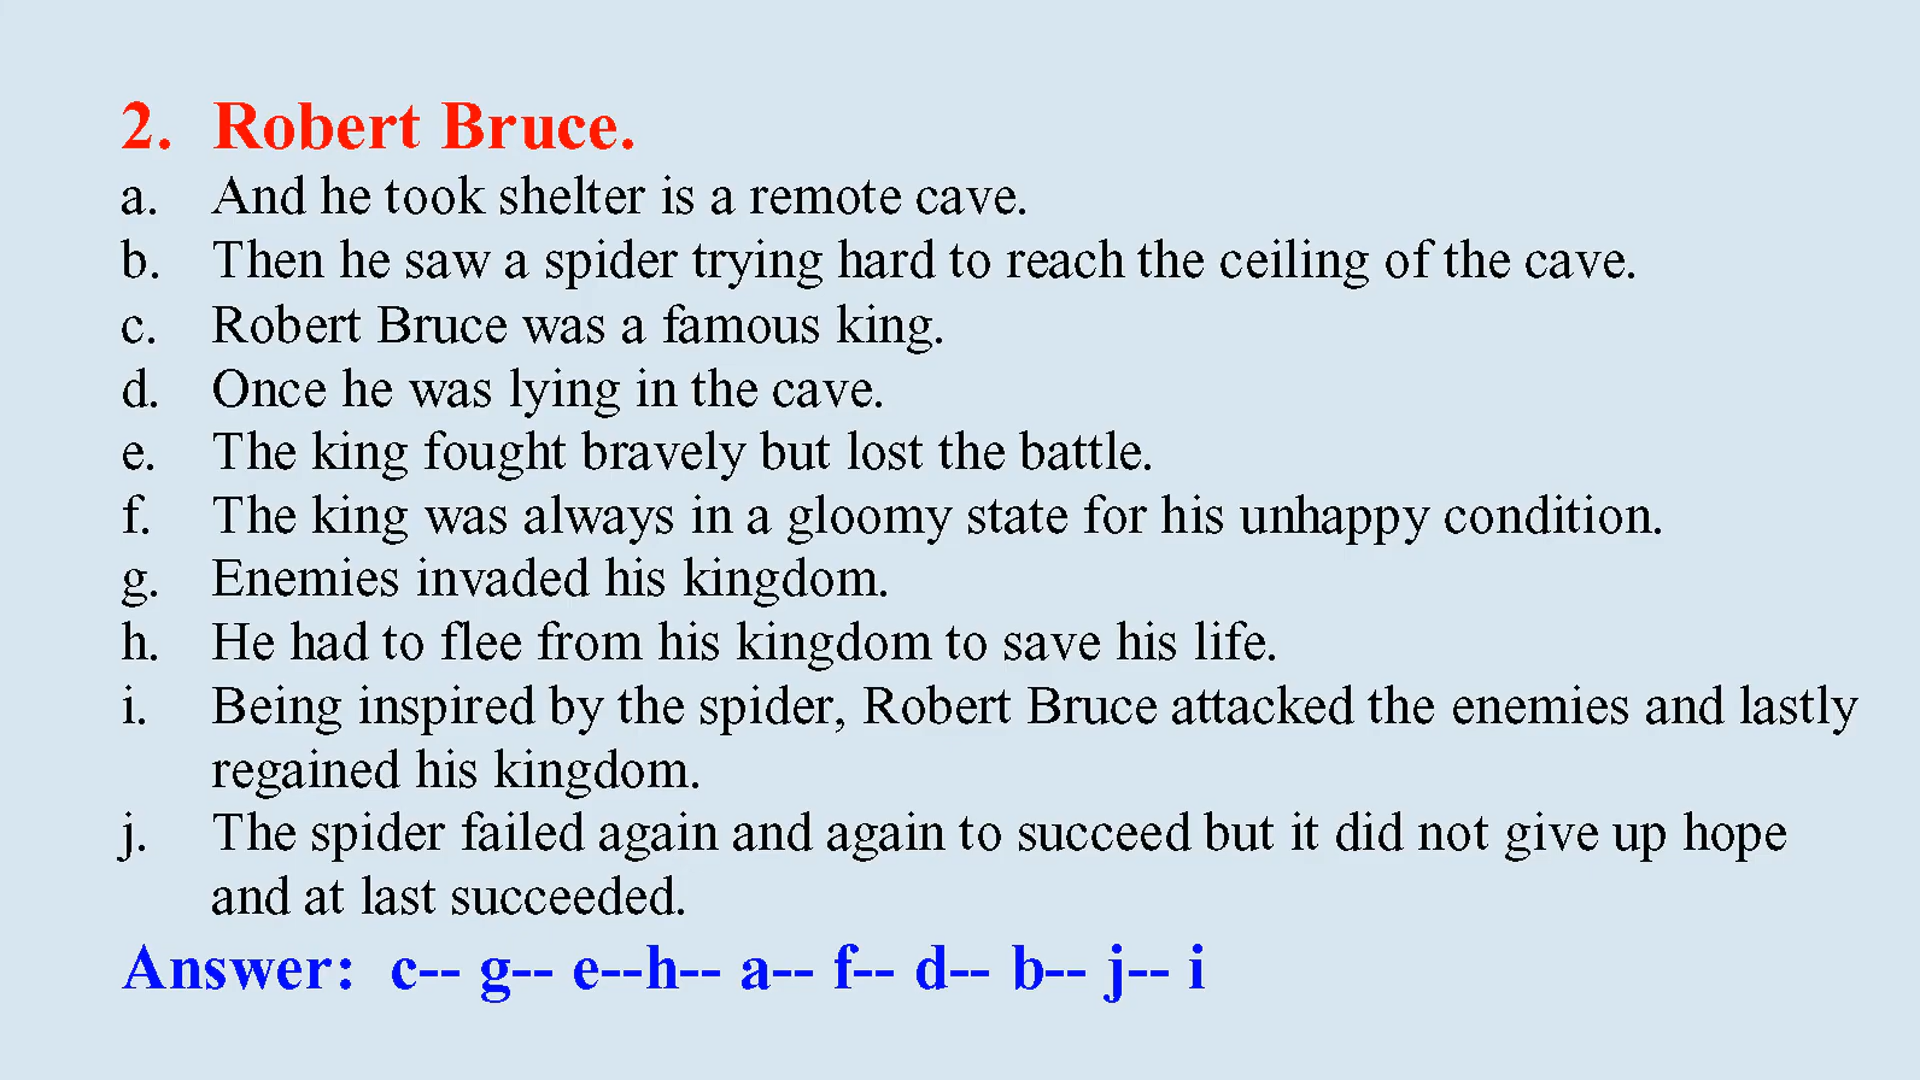 2. Robert Bruce.
a. And he took shelter is a remote cave.
b. Then he saw a spider trying hard to reach the ceiling of the cave.
c. Robert Bruce was a famous king.
d. Once he was lying in the cave.
e. The king fought bravely but lost the battle.
f. The king was always in a gloomy state for his unhappy condition.
g. Enemies invaded his kingdom.
h. He had to flee from his kingdom to save his life.
i. Being inspired by the spider, Robert Bruce attacked the enemies and lastly
regained his kingdom.
j. The spider failed again and again to succeed but it did not give up hope
and at last succeeded.
Answer: c-- g-- e--h-- a-- f-- d-- b-- j-- i